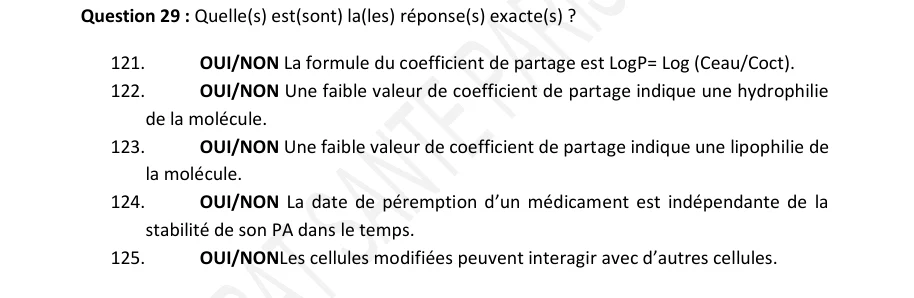 Question 29 : Quelle(s) est(sont) la(les) réponse(s) exacte(s) ?
121. OUI/NON La formule du coefficient de partage est LogP= Log (Ceau/Coct).
122. OUI/NON Une faible valeur de coefficient de partage indique une hydrophilie
de la molécule.
123. OUI/NON Une faible valeur de coefficient de partage indique une lipophilie de
la molécule.
124. OUI/NON La date de péremption d’un médicament est indépendante de la
stabilité de son PA dans le temps.
125. OUI/NONLes cellules modifiées peuvent interagir avec d’autres cellules.